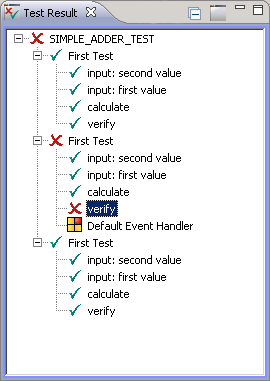 Test Result
SIMPLE_ADDER_TEST
First Test
input: second value
input: first value
calculate
verify
First Test
input: second value
input: first value
calculate
verify
Default Event Handler
First Test
input: second value
input: first value
calculate
verify